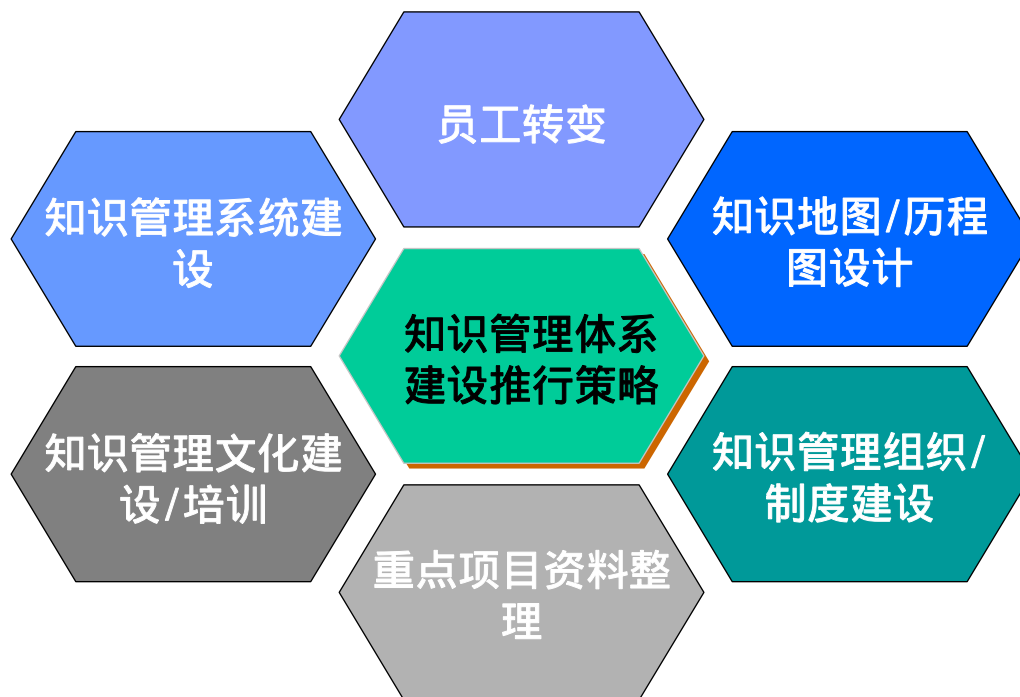 员工转变
知识管理系统建
设
知识地图/历程
图设计
知识管理体系
建设推行策略
知识管理文化建
设/培训
知识管理组织/
制度建设
重点项目资料整
理